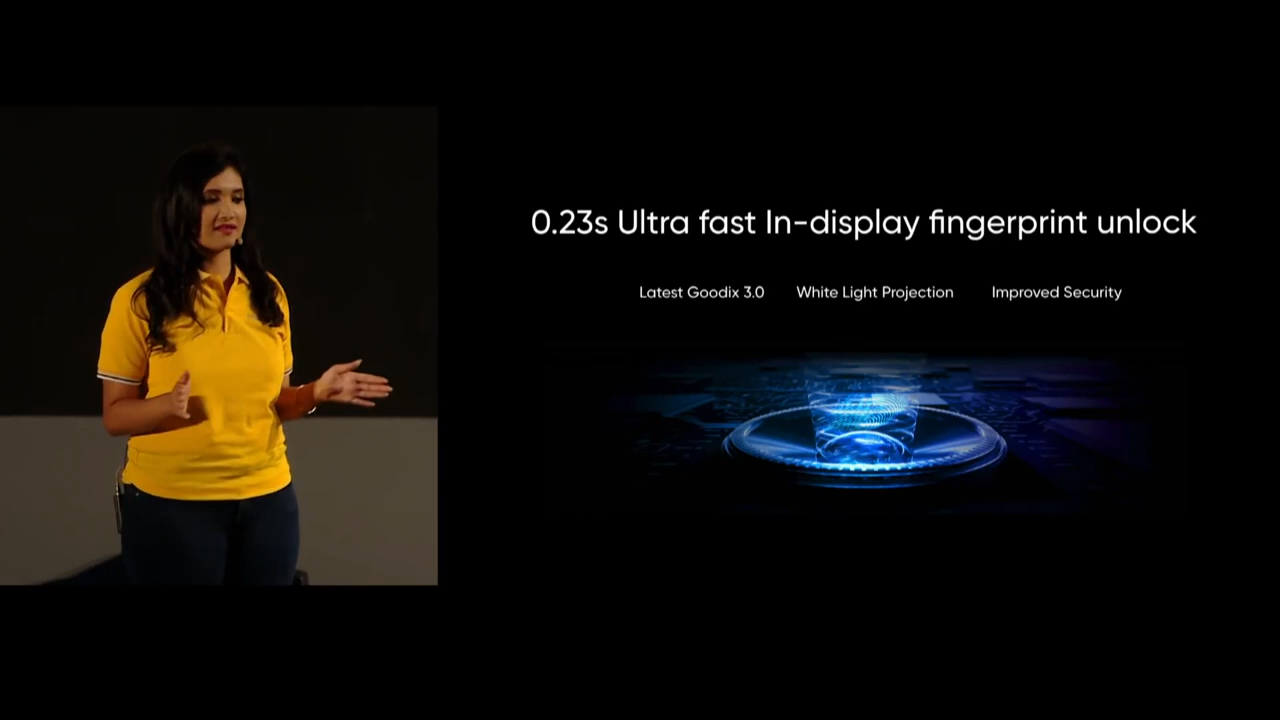 0.23s Ultra fast In-display fingerprint unlock
Latest Goodix 3.0 White Light Projection Improved Security